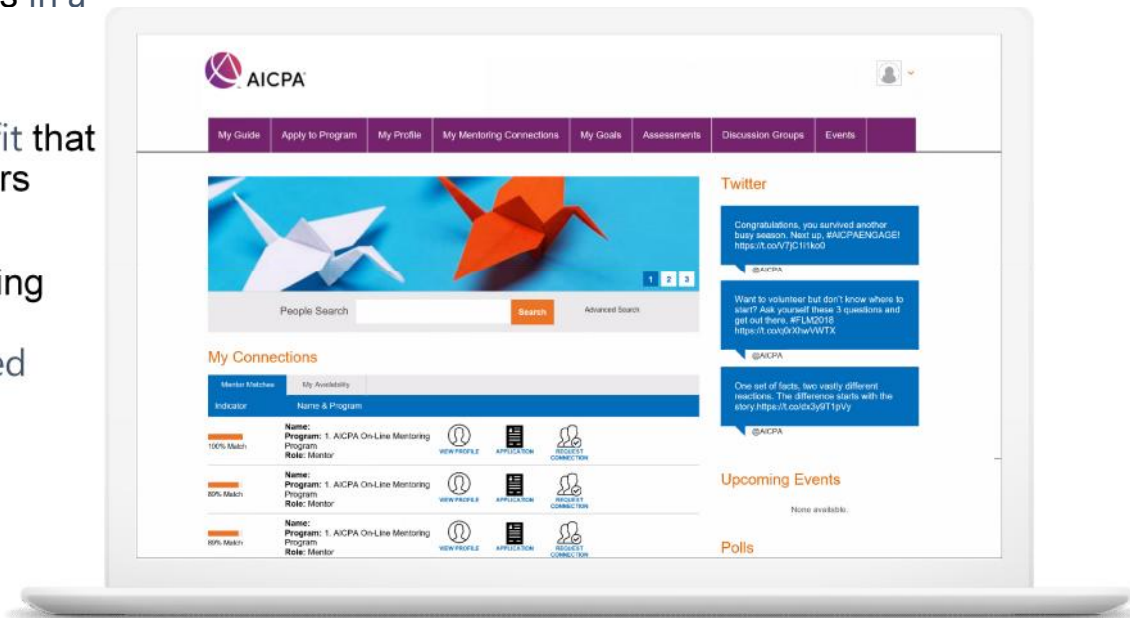 s in a
fit that
rs
ing
ed
AICPA
My Guide Apply to Program My Profile My Mentoring Connections My Goals Assessments Discussion Groups Events
1 2 3
People Search Search Advanced Search
My Connections
Mentor Matches My Availability
Indicator Name & Program
100% Match
Name:
Program: 1. AICPA On-Line Mentoring
Program
Role: Mentor
VIEW PROFILE APPLICATION REQUEST
CONNECTION
89% Match
Name:
Program: 1. AICPA On-Line Mentoring
Program
Role: Mentor
VIEW PROFILE APPLICATION REQUEST
CONNECTION
89% Match
Name:
Program: 1. AICPA On-Line Mentoring
Program
Role: Mentor
VIEW PROFILE APPLICATION REQUEST
CONNECTION
Twitter
Congratulations, you survived another
busy season. Next up, #AICPAENGAGE!
@AICPA
Want to volunteer but don't know where to
start? Ask yourself these 3 questions and
get out there. #FLM2018
@AICPA
One set of facts, two vastly different
reactions. The difference starts with the
story.https://t.co/dx3y9T1pVy
@AICPA
Upcoming Events
None available.
Polls